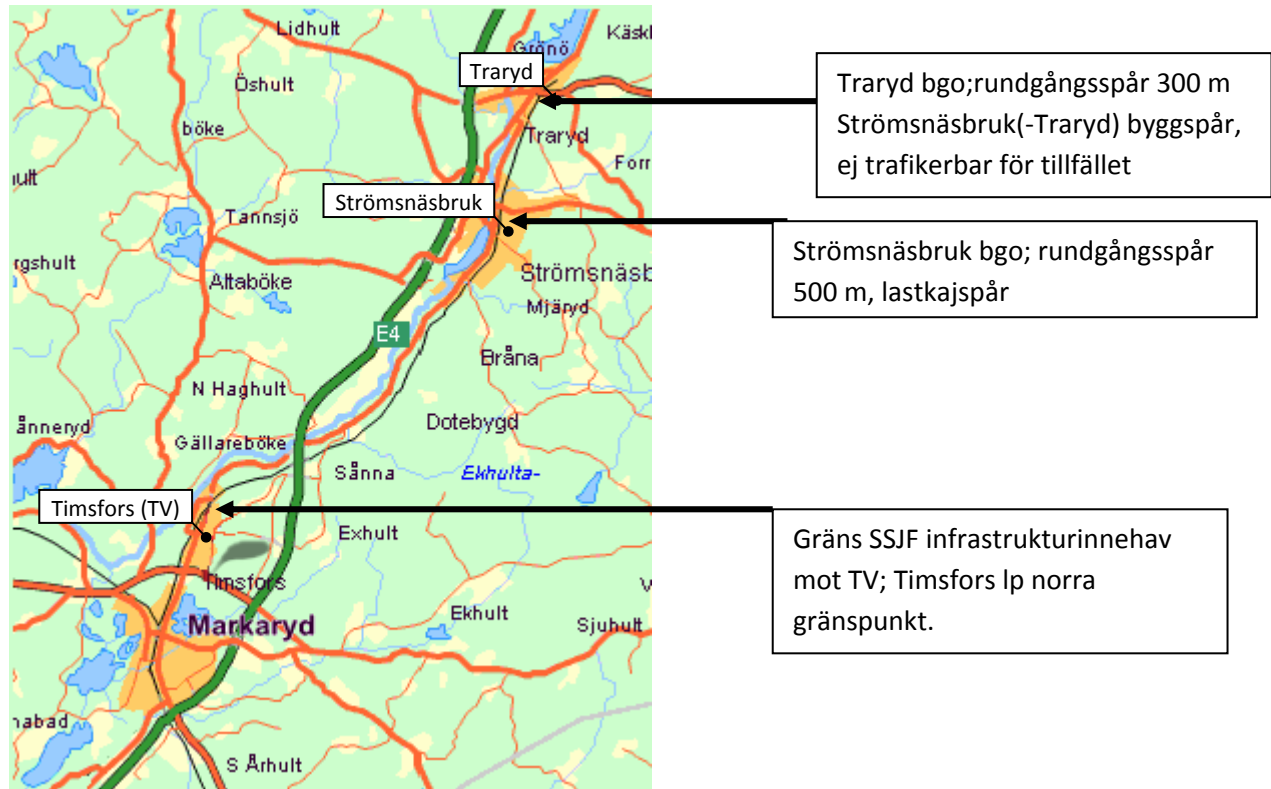 Lidhult
Käskl
Grönö
Traryd
Öshult
böke
Traryd
ult
Forr
Strömsnäsbruk
Tannsjö
rgshult
Altaböke
Strömsnäsb
Mjäryd
E4
Bråna
N Haghult
ånneryd
Dotebygd
Gällareböke
Sånna
Ekhulta-
Timsfors (TV)
Exhult
Timsfors
V
Markaryd
Ekhult
Sjuhult
nabad
S Århult
Traryd bgo;rundgångsspår 300 m
Strömsnäsbruk(-Traryd) byggspår,
ej trafikerbar för tillfället
Strömsnäsbruk bgo; rundgångsspår
500 m, lastkajspår
Gräns SSJF infrastrukturinnehav
mot TV; Timsfors lp norra
gränspunkt.